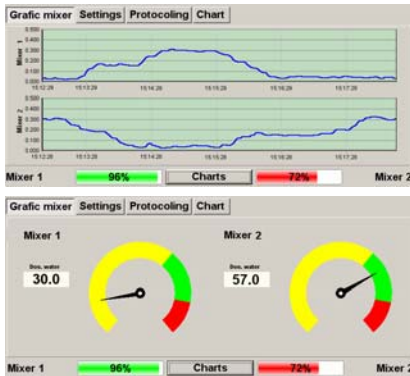 Grafic mixer Settings Protocoling Chart
Mixer 1
0.500
0.400
0.300
0.200
0.100
0.000
15:12:28 15:13:28 15:14:28 15:15:28 15:16:28 15:17:28
Mixer 2
0.500
0.400
0.300
0.200
0.100
0.000
15:12:28 15:13:28 15:14:28 15:15:28 15:16:28 15:17:28
Mixer 1 96% Charts 72% Mixer 2
Grafic mixer Settings Protocoling Chart
Mixer 1 Mixer 2
Dos. water Dos. water
30.0 57.0
Mixer 1 96% Charts 72% Mixer 2